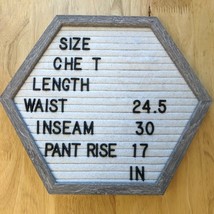 SIZE
CHE T
LENGTH
WAIST 24.5
INSEAM 30
PANT RISE 17
IN